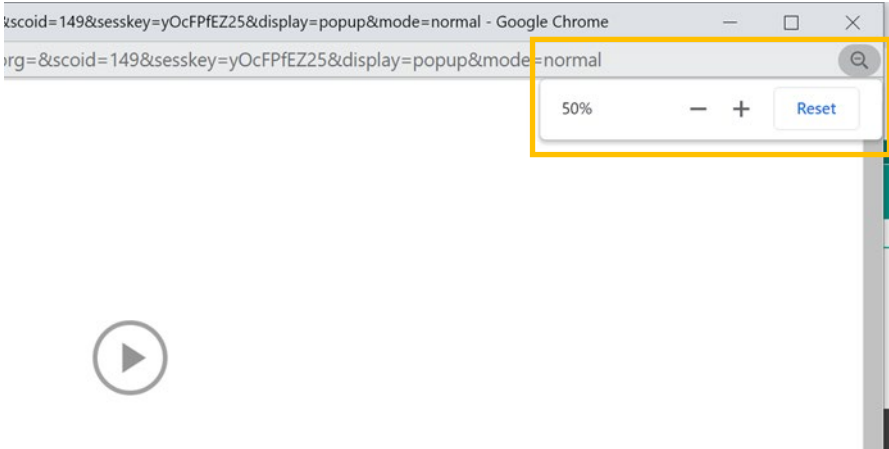 &scoid=149&sesskey=yOcFPfEZ25&display=popup&mode=normal - Google Chrome
org=&scoid=149&sesskey=yOcFPfEZ25&display=popup&mode=normal
50% − + Reset